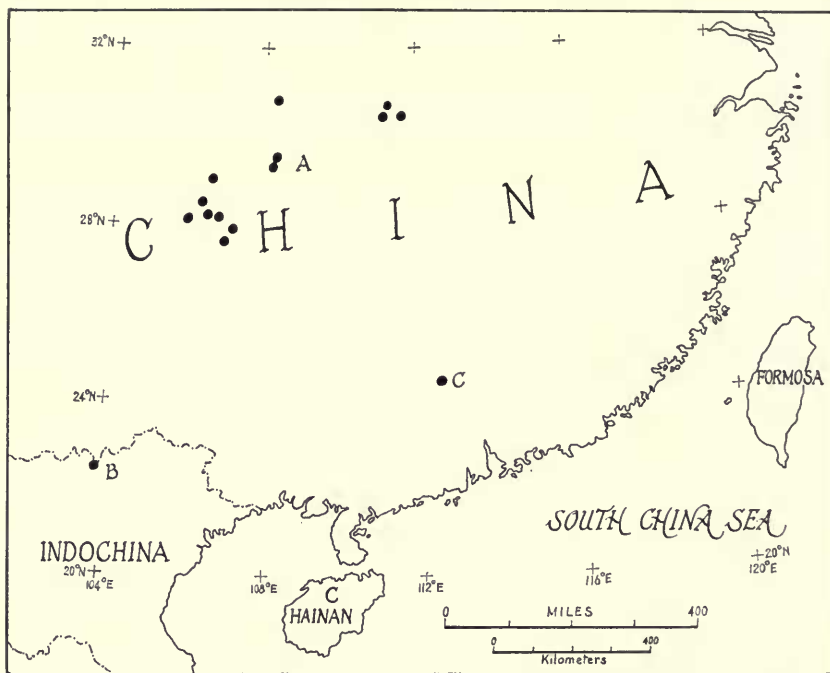 32°N
A
28°N
C H I N A
C
FORMOSA
24°N
B
SOUTH CHINA SEA
INDOCHINA
20°N
104°E
108°E
112°E
116°E
20°N
120°E
C
HAINAN
0 MILES 400
0 400
Kilometers